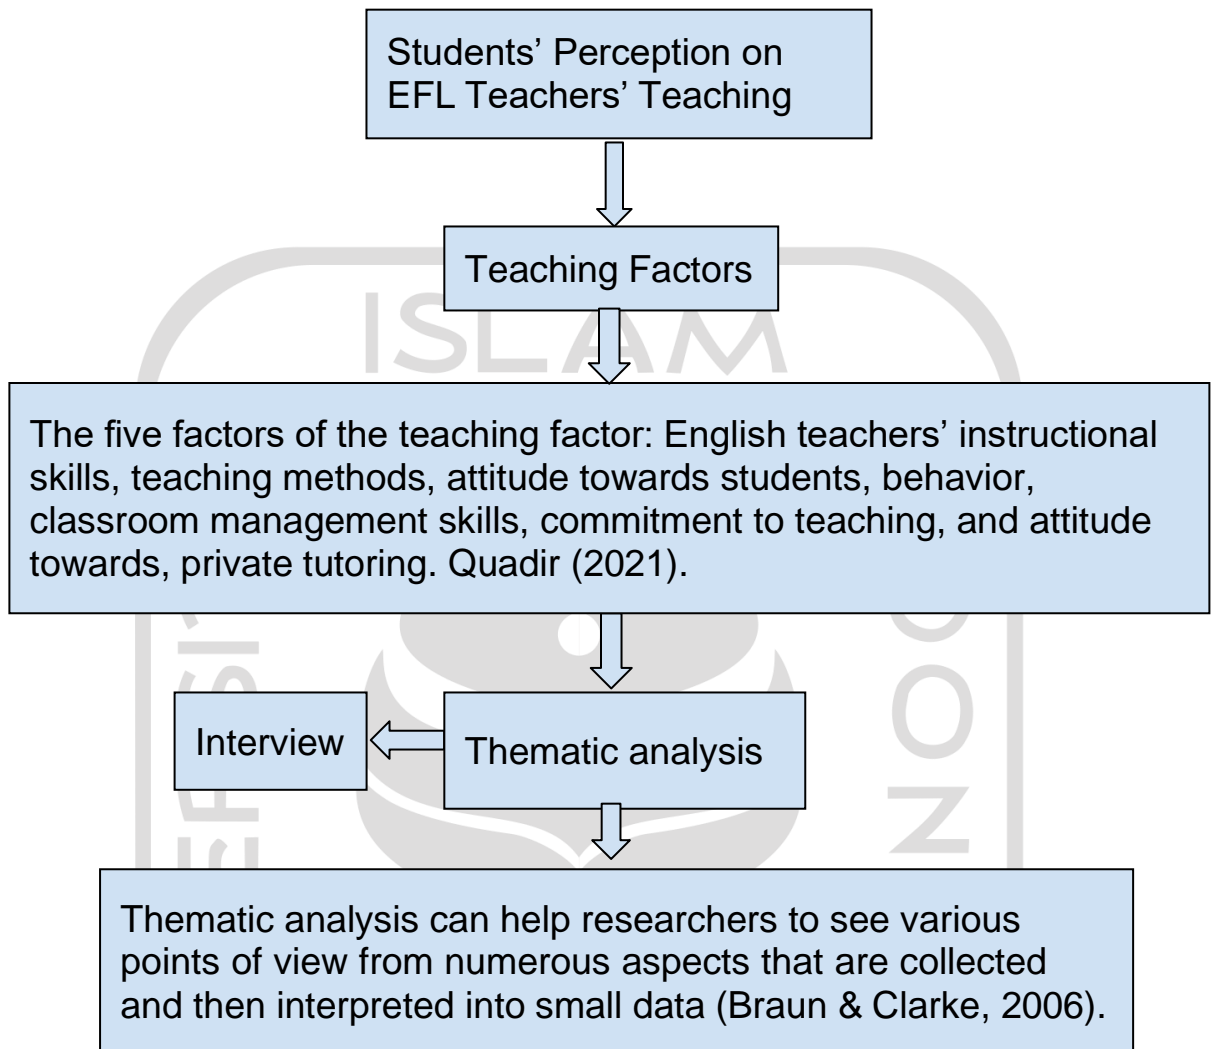 Students’ Perception on
EFL Teachers’ Teaching
Teaching Factors
ISLAM
The five factors of the teaching factor: English teachers’ instructional
skills, teaching methods, attitude towards students, behavior,
classroom management skills, commitment to teaching, and attitude
towards, private tutoring. Quadir (2021).
Interview
Thematic analysis
Thematic analysis can help researchers to see various
points of view from numerous aspects that are collected
and then interpreted into small data (Braun & Clarke, 2006).